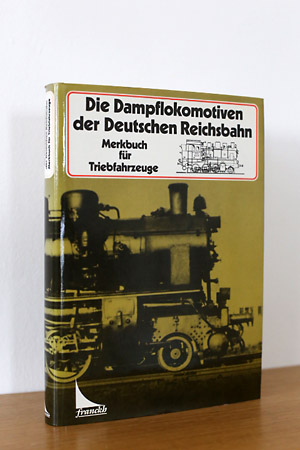 Die Dampflokomotiven
der Deutschen Reichsbahn
Merkbuch
für
Triebfahrzeuge
franckh